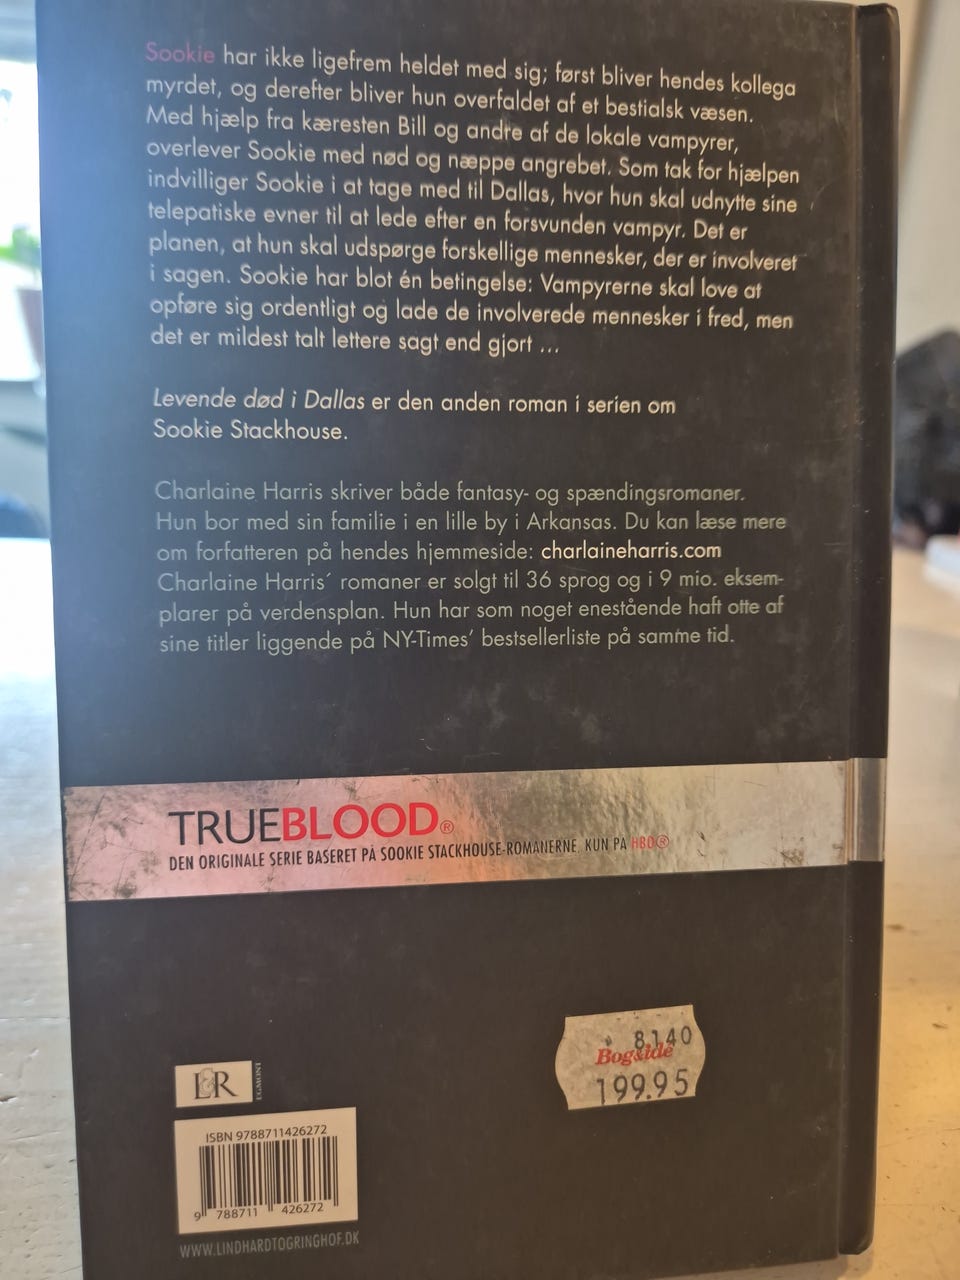 Sookie har ikke ligefrem heldet med sig; først bliver hendes kollega
myrdet, og derefter bliver hun overfaldet af et bestialsk væsen.
Med hjælp fra kæresten Bill og andre af de lokale vampyrer,
overlever Sookie med nød og næppe angrebet. Som tak for hjælpen
indvilliger Sookie i at tage med til Dallas, hvor hun skal udnytte sine
telepatiske evner til at lede efter en forsvunden vampyr. Det er
planen, at hun skal udspørge forskellige mennesker, der er involveret
i sagen. Sookie har blot én betingelse: Vampyrerne skal love at
opføre sig ordentligt og lade de involverede mennesker i fred, men
det er mildest talt lettere sagt end gjort ...
Levende død i Dallas er den anden roman i serien om
Sookie Stackhouse.
Charlaine Harris skriver både fantasy- og spændingsromaner.
Hun bor med sin familie i en lille by i Arkansas. Du kan læse mere
om forfatteren på hendes hjemmeside: charlaineharris.com
Charlaine Harris´ romaner er solgt til 36 sprog og i 9 mio. eksem-
plarer på verdensplan. Hun har som noget enestående haft otte af
sine titler liggende på NY-Times’ bestsellerliste på samme tid.
TRUEBLOOD®
DEN ORIGINALE SERIE BASERET PÅ SOOKIE STACKHOUSE-ROMANERNE. KUN PÅ HBO®
8140
Bog&idé
199.95
L&R
EGMONT
ISBN 9788711426272
9 788711 426272
WWW.LINDHARDTOGRINGHOF.DK